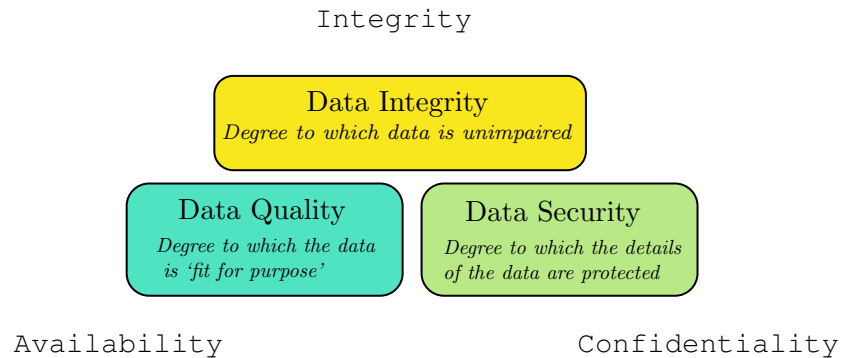 Integrity
Data Integrity
Degree to which data is unimpaired
Data Quality
Degree to which the data
is ‘fit for purpose’
Data Security
Degree to which the details
of the data are protected
Availability
Confidentiality